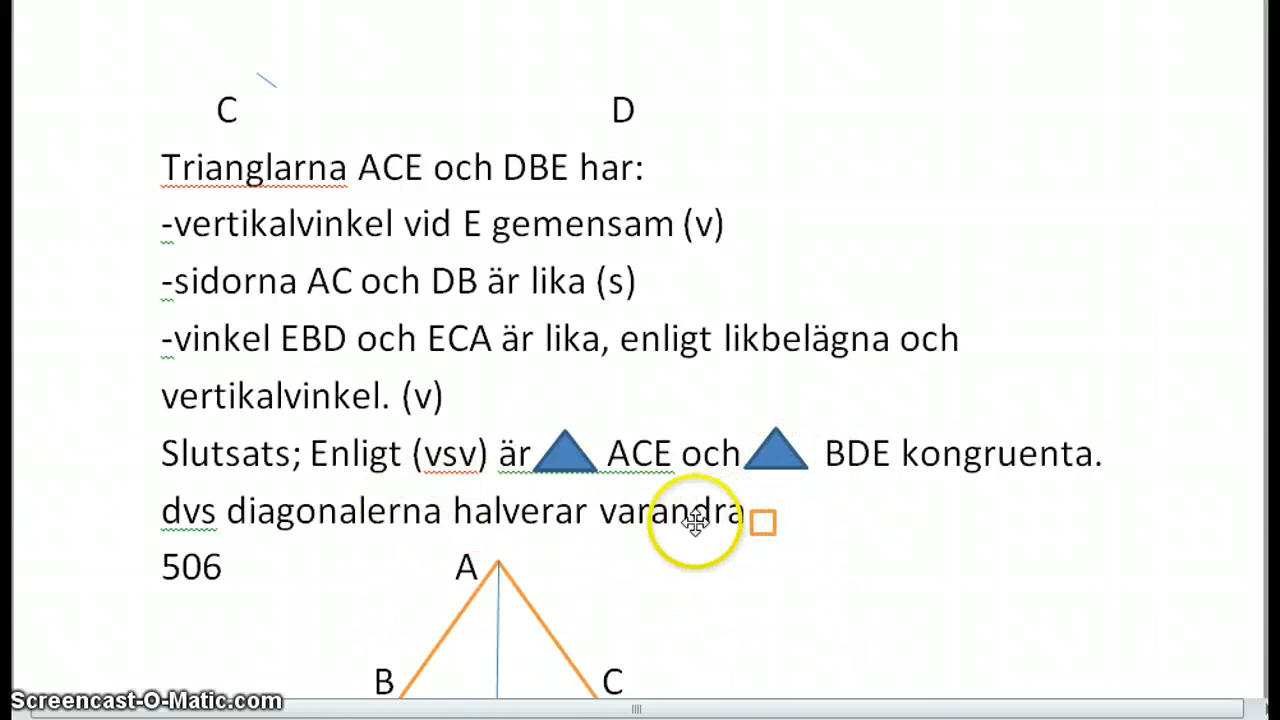 C D
Trianglarna ACE och DBE har:
-vertikalvinkel vid E gemensam (v)
-sidorna AC och DB är lika (s)
-vinkel EBD och ECA är lika, enligt likbelägna och
vertikalvinkel. (v)
Slutsats; Enligt (vsv) är ACE och BDE kongruenta.
dvs diagonalerna halverar varandra
506 A
B C
Screencast-O-Matic.com